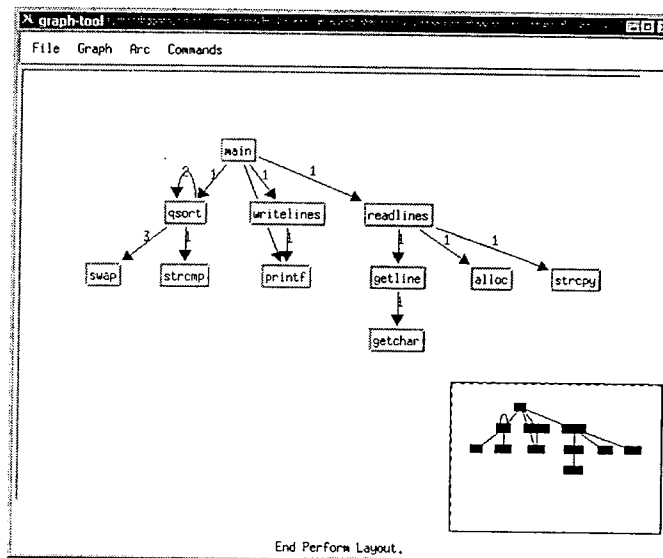 graph-tool
File Graph Arc Commands
main
2 1 1 1
qsort writelines readlines
3 1 1 1 1 1
swap strcmp printf getline alloc strcpy
1
getchar
End Perform Layout.